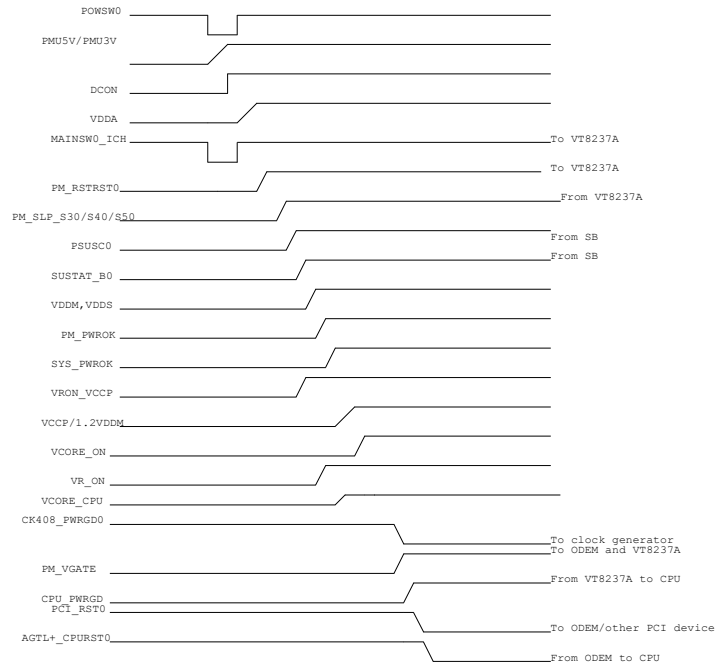 POWSW0
PMU5V/PMU3V
DCON
VDDA
MAINSW0_ICH To VT8237A
To VT8237A
PM_RSTRST0
From VT8237A
PM_SLP_S30/S40/S50
From SB
PSUSC0
From SB
SUSTAT_B0
VDDM,VDDS
PM_PWROK
SYS_PWROK
VRON_VCCP
VCCP/1.2VDDM
VCORE_ON
VR_ON
VCORE_CPU
CK408_PWRGD0
To clock generator
To ODEM and VT8237A
PM_VGATE
From VT8237A to CPU
CPU_PWRGD
PCI_RST0
To ODEM/other PCI device
AGTL+_CPURST0
From ODEM to CPU